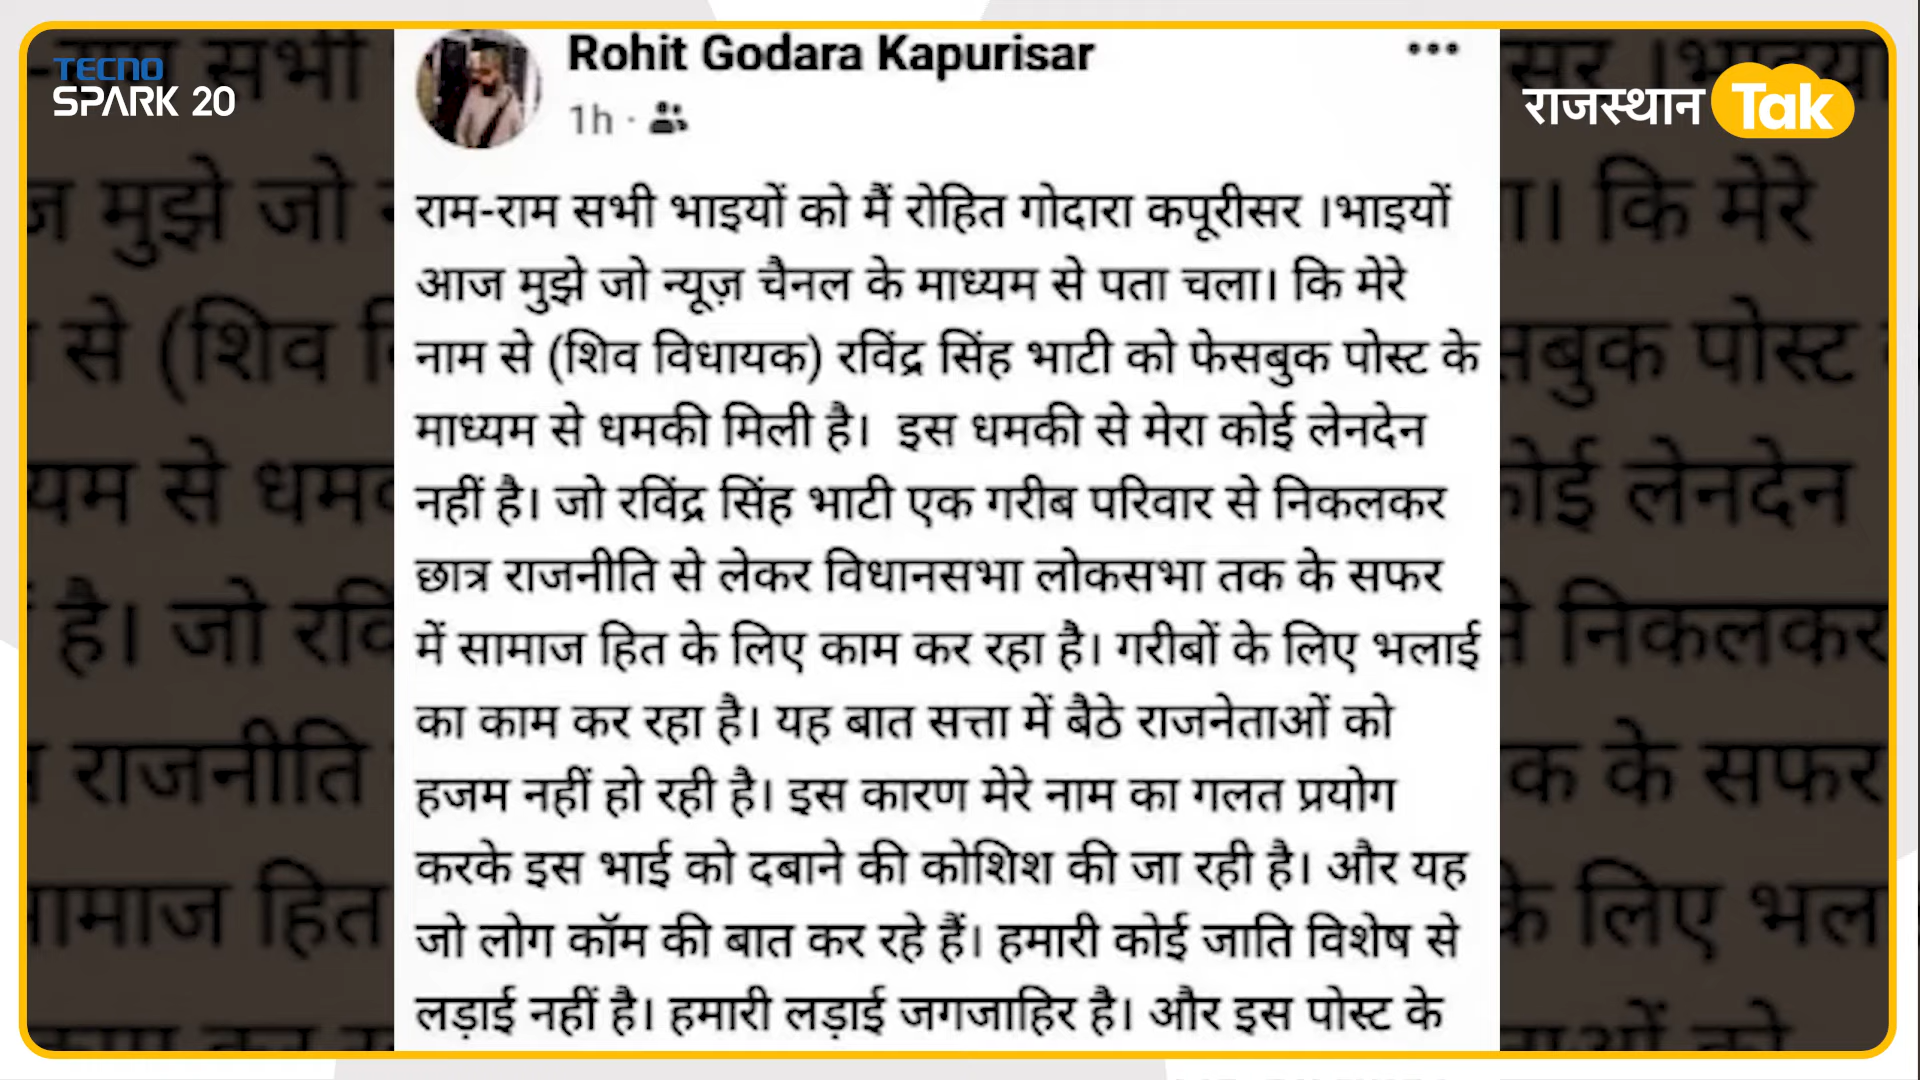 TECNO
SPARK 20
राजस्थान Tak
Rohit Godara Kapurisar
1h ·
राम-राम सभी भाइयों को मैं रोहित गोदारा कपूरीसर ।भाइयों
आज मुझे जो न्यूज़ चैनल के माध्यम से पता चला। कि मेरे
नाम से (शिव विधायक) रविंद्र सिंह भाटी को फेसबुक पोस्ट के
माध्यम से धमकी मिली है। इस धमकी से मेरा कोई लेनदेन
नहीं है। जो रविंद्र सिंह भाटी एक गरीब परिवार से निकलकर
छात्र राजनीति से लेकर विधानसभा लोकसभा तक के सफर
में सामाज हित के लिए काम कर रहा है। गरीबों के लिए भलाई
का काम कर रहा है। यह बात सत्ता में बैठे राजनेताओं को
हजम नहीं हो रही है। इस कारण मेरे नाम का गलत प्रयोग
करके इस भाई को दबाने की कोशिश की जा रही है। और यह
जो लोग कॉम की बात कर रहे हैं। हमारी कोई जाति विशेष से
लड़ाई नहीं है। हमारी लड़ाई जगजाहिर है। और इस पोस्ट के